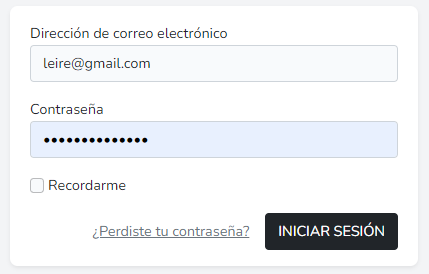 Dirección de correo electrónico
leire@gmail.com
Contraseña
••••••••••••••
Recordarme
¿Perdiste tu contraseña? INICIAR SESIÓN